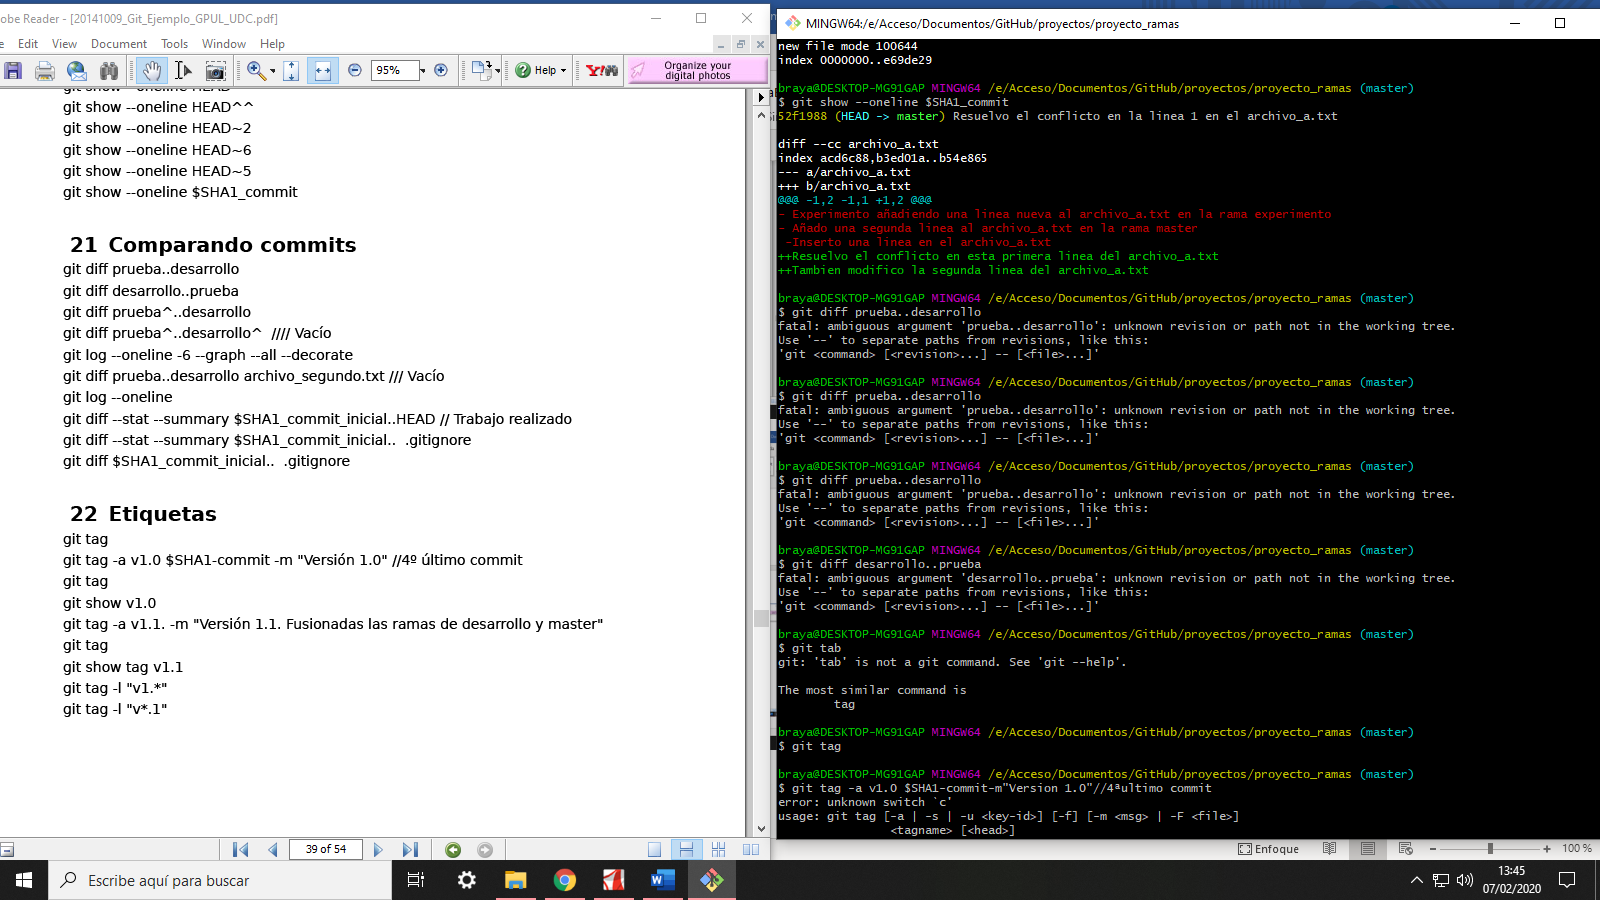 obe Reader - [20141009_Git_Ejemplo_GPUL_UDC.pdf]
e Edit View Document Tools Window Help
95%
Help
Y!
Organize your
digital photos
git show --oneline HEAD^
git show --oneline HEAD^^
git show --oneline HEAD~2
git show --oneline HEAD~6
git show --oneline HEAD~5
git show --oneline $SHA1_commit
21 Comparando commits
git diff prueba..desarrollo
git diff desarrollo..prueba
git diff prueba^..desarrollo
git diff prueba^..desarrollo^ //// Vacío
git log --oneline -6 --graph --all --decorate
git diff prueba..desarrollo archivo_segundo.txt /// Vacío
git log --oneline
git diff --stat --summary $SHA1_commit_inicial..HEAD // Trabajo realizado
git diff --stat --summary $SHA1_commit_inicial.. .gitignore
git diff $SHA1_commit_inicial.. .gitignore
22 Etiquetas
git tag
git tag -a v1.0 $SHA1-commit -m "Versión 1.0" //4º último commit
git tag
git show v1.0
git tag -a v1.1. -m "Versión 1.1. Fusionadas las ramas de desarrollo y master"
git tag
git show tag v1.1
git tag -l "v1.*"
git tag -l "v*.1"
39 of 54
MINGW64:/e/Acceso/Documentos/GitHub/proyectos/proyecto_ramas
new file mode 100644
index 0000000..e69de29
braya@DESKTOP-MG91GAP MINGW64 /e/Acceso/Documentos/GitHub/proyectos/proyecto_ramas (master)
$ git show --oneline $SHA1_commit
52f1988 (HEAD -> master) Resuelvo el conflicto en la linea 1 en el archivo_a.txt
diff --cc archivo_a.txt
index acd6c88,b3ed01a..b54e865
--- a/archivo_a.txt
+++ b/archivo_a.txt
@@@ -1,2 -1,1 +1,2 @@@
- Experimento añadiendo una linea nueva al archivo_a.txt en la rama experimento
- Añado una segunda linea al archivo_a.txt en la rama master
 -Inserto una linea en el archivo_a.txt
++Resuelvo el conflicto en esta primera linea del archivo_a.txt
++Tambien modifico la segunda linea del archivo_a.txt
braya@DESKTOP-MG91GAP MINGW64 /e/Acceso/Documentos/GitHub/proyectos/proyecto_ramas (master)
$ git diff prueba..desarrollo
fatal: ambiguous argument 'prueba..desarrollo': unknown revision or path not in the working tree.
Use '--' to separate paths from revisions, like this:
'git <command> [<revision>...] -- [<file>...]'
braya@DESKTOP-MG91GAP MINGW64 /e/Acceso/Documentos/GitHub/proyectos/proyecto_ramas (master)
$ git diff prueba..desarrollo
fatal: ambiguous argument 'prueba..desarrollo': unknown revision or path not in the working tree.
Use '--' to separate paths from revisions, like this:
'git <command> [<revision>...] -- [<file>...]'
braya@DESKTOP-MG91GAP MINGW64 /e/Acceso/Documentos/GitHub/proyectos/proyecto_ramas (master)
$ git diff prueba..desarrollo
fatal: ambiguous argument 'prueba..desarrollo': unknown revision or path not in the working tree.
Use '--' to separate paths from revisions, like this:
'git <command> [<revision>...] -- [<file>...]'
braya@DESKTOP-MG91GAP MINGW64 /e/Acceso/Documentos/GitHub/proyectos/proyecto_ramas (master)
$ git diff desarrollo..prueba
fatal: ambiguous argument 'desarrollo..prueba': unknown revision or path not in the working tree.
Use '--' to separate paths from revisions, like this:
'git <command> [<revision>...] -- [<file>...]'
braya@DESKTOP-MG91GAP MINGW64 /e/Acceso/Documentos/GitHub/proyectos/proyecto_ramas (master)
$ git tab
git: 'tab' is not a git command. See 'git --help'.
The most similar command is
tag
braya@DESKTOP-MG91GAP MINGW64 /e/Acceso/Documentos/GitHub/proyectos/proyecto_ramas (master)
$ git tag
braya@DESKTOP-MG91GAP MINGW64 /e/Acceso/Documentos/GitHub/proyectos/proyecto_ramas (master)
$ git tag -a v1.0 $SHA1-commit-m"Version 1.0"//4ªultimo commit
error: unknown switch `c'
usage: git tag [-a | -s | -u <key-id>] [-f] [-m <msg> | -F <file>]
<tagname> [<head>]
Enfoque
100 %
Escribe aquí para buscar
13:45
07/02/2020